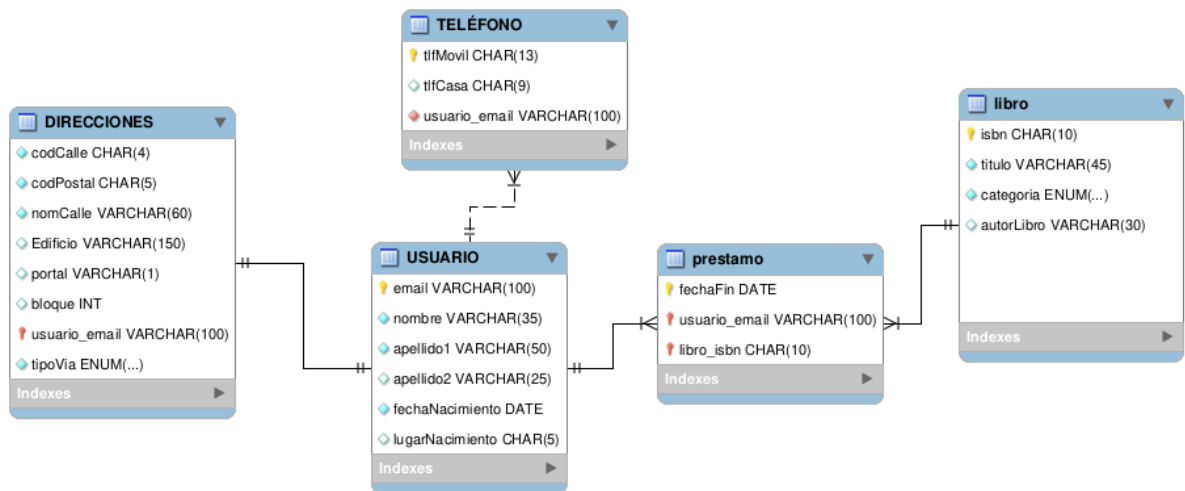 TELÉFONO
tlfMovil CHAR(13)
tlfCasa CHAR(9)
usuario_email VARCHAR(100)
Indexes
DIRECCIONES
codCalle CHAR(4)
codPostal CHAR(5)
nomCalle VARCHAR(60)
Edificio VARCHAR(150)
portal VARCHAR(1)
bloque INT
usuario_email VARCHAR(100)
tipoVia ENUM(...)
Indexes
USUARIO
email VARCHAR(100)
nombre VARCHAR(35)
apellido1 VARCHAR(50)
apellido2 VARCHAR(25)
fechaNacimiento DATE
lugarNacimiento CHAR(5)
Indexes
prestamo
fechaFin DATE
usuario_email VARCHAR(100)
libro_isbn CHAR(10)
Indexes
libro
isbn CHAR(10)
titulo VARCHAR(45)
categoria ENUM(...)
autorLibro VARCHAR(30)
Indexes